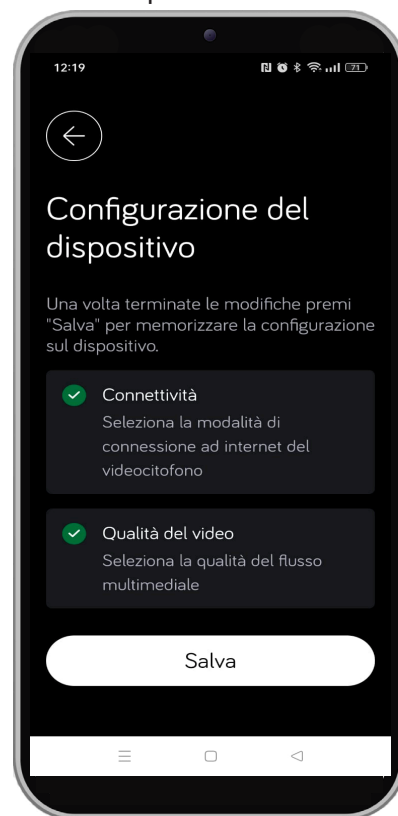 12:19
71
Configurazione del
dispositivo
Una volta terminate le modifiche premi
"Salva" per memorizzare la configurazione
sul dispositivo.
Connettività
Seleziona la modalità di
connessione ad internet del
videocitofono
Qualità del video
Seleziona la qualità del flusso
multimediale
Salva